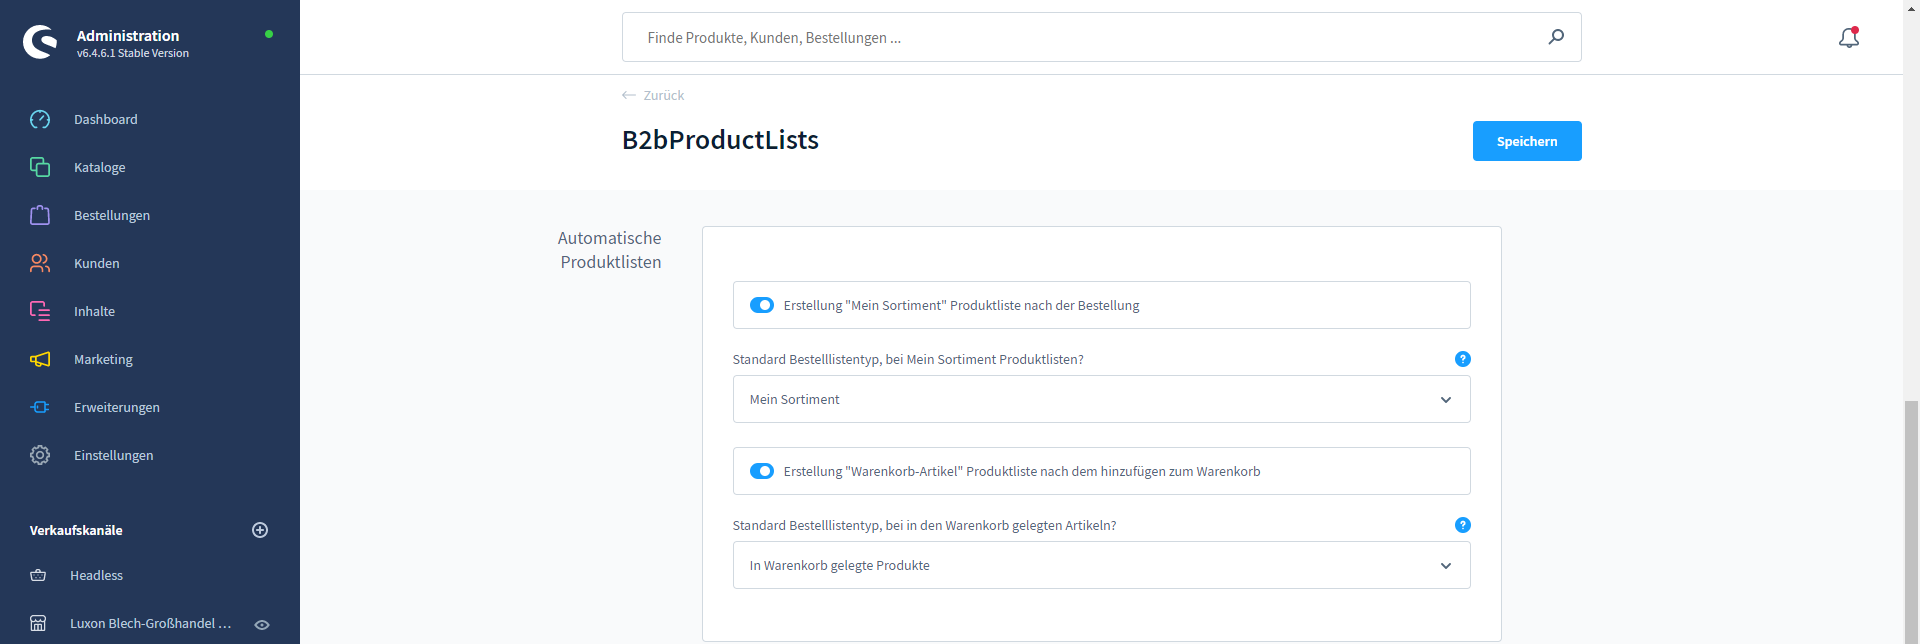 Administration
v6.4.6.1 Stable Version
Dashboard
Kataloge
Bestellungen
Kunden
Inhalte
Marketing
Erweiterungen
Einstellungen
Verkaufskanäle
Headless
Luxon Blech-Großhandel ...
Finde Produkte, Kunden, Bestellungen ...
Zurück
B2bProductLists
Speichern
Automatische
Produktlisten
Erstellung "Mein Sortiment" Produktliste nach der Bestellung
Standard Bestelllistentyp, bei Mein Sortiment Produktlisten?
?
Mein Sortiment
Erstellung "Warenkorb-Artikel" Produktliste nach dem hinzufügen zum Warenkorb
Standard Bestelllistentyp, bei in den Warenkorb gelegten Artikeln?
?
In Warenkorb gelegte Produkte